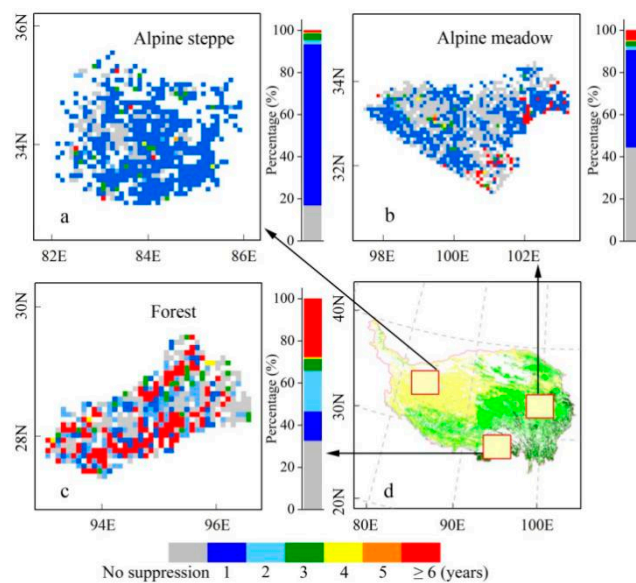 36N
34N
Alpine steppe
a
82E 84E 86E
100
80
60
40
20
0
Percentage (%)
34N
32N
Alpine meadow
b
98E 100E 102E
100
80
60
40
20
0
Percentage (%)
30N
28N
Forest
c
94E 96E
100
80
60
40
20
0
Percentage (%)
40N
30N
20N
d
80E 90E 100E
No suppression 1 2 3 4 5 ≥ 6 (years)